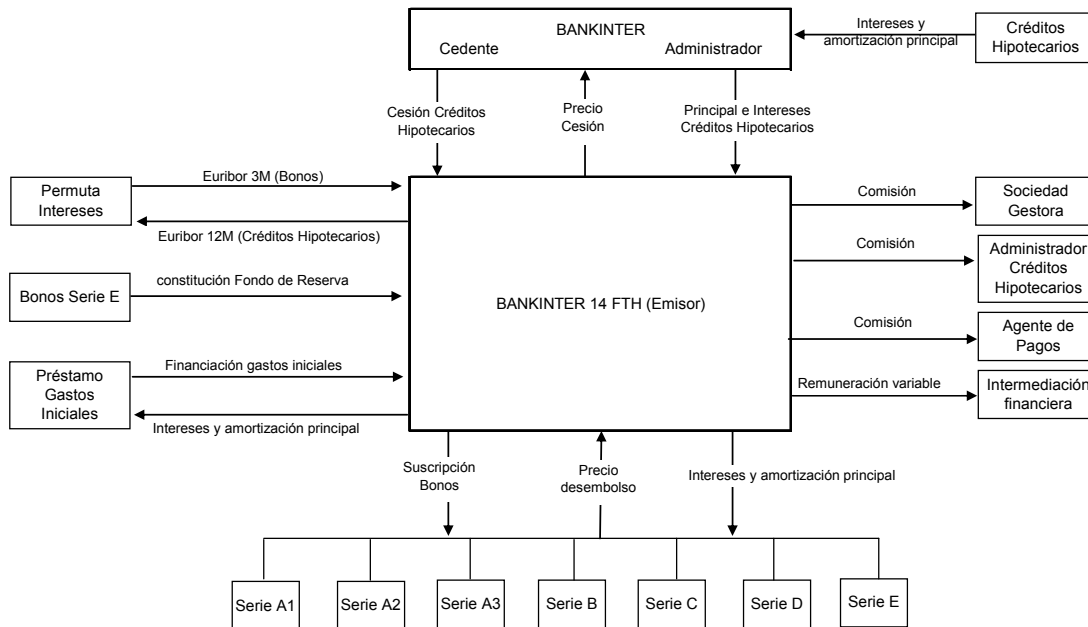 BANKINTER
Cedente
Administrador
Intereses y
amortización principal
Créditos
Hipotecarios
Cesión Créditos
Hipotecarios
Precio
Cesión
Principal e Intereses
Créditos Hipotecarios
Permuta
Intereses
Euribor 3M (Bonos)
Euribor 12M (Créditos Hipotecarios)
Bonos Serie E
constitución Fondo de Reserva
Préstamo
Gastos
Iniciales
Financiación gastos iniciales
Intereses y amortización principal
BANKINTER 14 FTH (Emisor)
Comisión
Sociedad
Gestora
Comisión
Administrador
Créditos
Hipotecarios
Comisión
Agente de
Pagos
Remuneración variable
Intermediación
financiera
Suscripción
Bonos
Precio
desembolso
Intereses y amortización principal
Serie A1
Serie A2
Serie A3
Serie B
Serie C
Serie D
Serie E